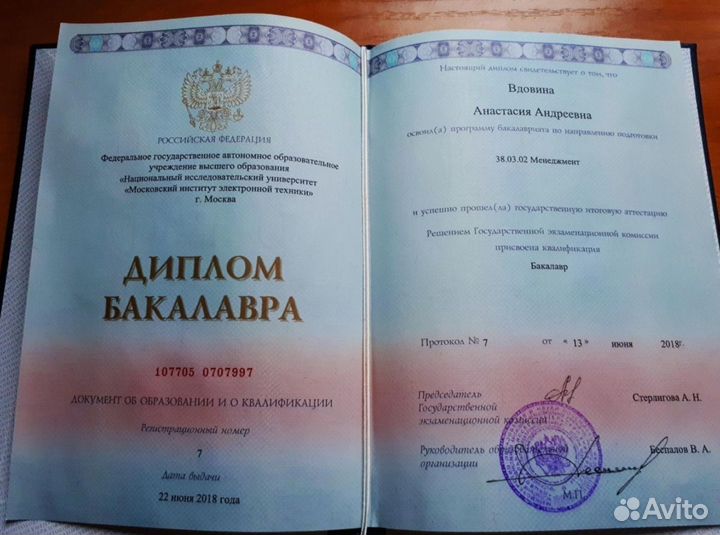 РОССИЙСКАЯ ФЕДЕРАЦИЯ
Федеральное государственное автономное образовательное
учреждение высшего образования
«Национальный исследовательский университет
«Московский институт электронной техники»
г. Москва
ДИПЛОМ
БАКАЛАВРА
107705 0707997
ДОКУМЕНТ ОБ ОБРАЗОВАНИИ И О КВАЛИФИКАЦИИ
Регистрационный номер
7
Дата выдачи
22 июня 2018 года
Настоящий диплом свидетельствует о том, что
Вдовина
Анастасия Андреевна
освоил(а) программу бакалавриата по направлению подготовки
38.03.02 Менеджмент
и успешно прошел(ла) государственную итоговую аттестацию
Решением Государственной экзаменационной комиссии
присвоена квалификация
Бакалавр
Протокол № 7 от « 13 » июня 2018г.
Председатель
Государственной
экзаменационной комиссии
Стерлигова А. Н.
Руководитель образовательной
организации
Беспалов В. А.
М.П.
Avito